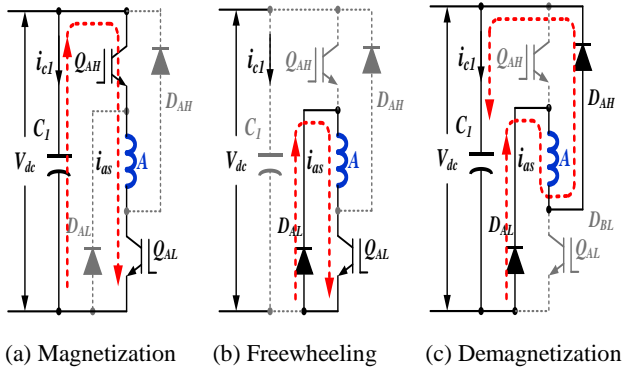 i_c1
Q_AH
D_AH
C_1
V_dc
i_as
A
D_AL
Q_AL
(a) Magnetization
i_c1
Q_AH
D_AH
C_1
V_dc
i_as
A
D_AL
Q_AL
(b) Freewheeling
i_c1
Q_AH
D_AH
C_1
V_dc
i_as
A
D_AL
D_BL
Q_AL
(c) Demagnetization